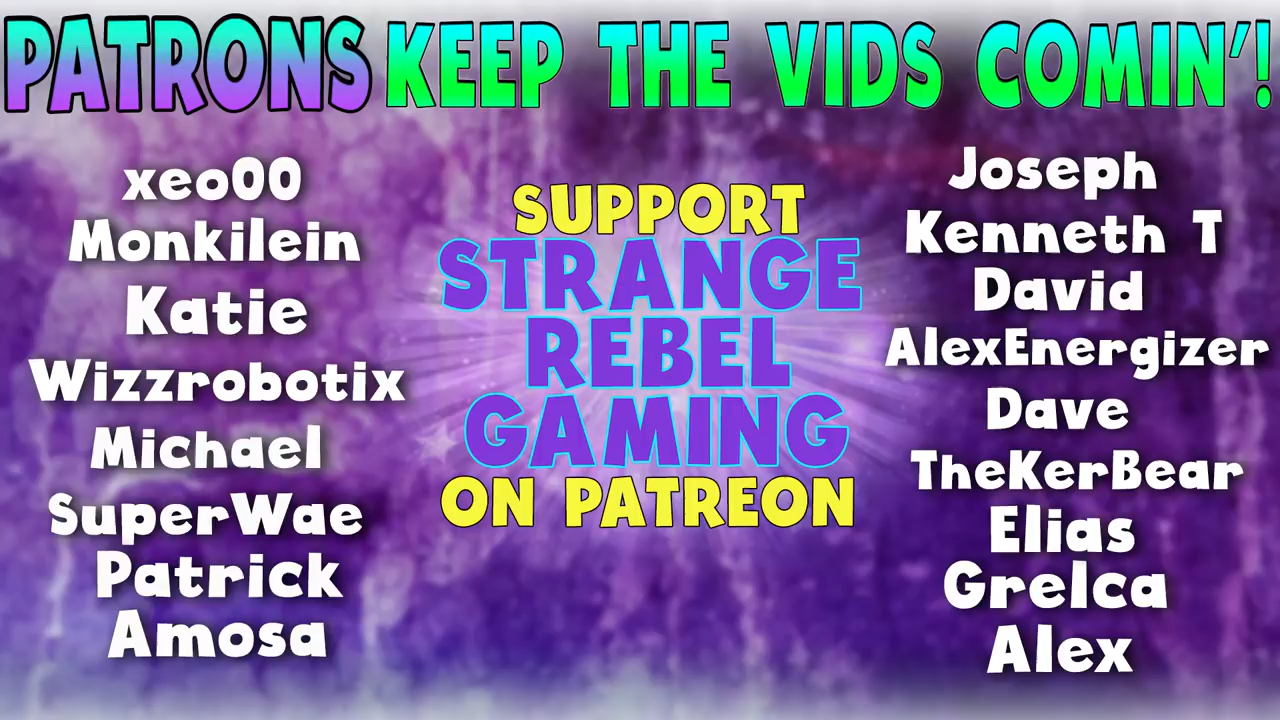 PATRONS KEEP THE VIDS COMIN'!
xeo00
Monkilein
Katie
Wizzrobotix
Michael
SuperWae
Patrick
Amosa
SUPPORT
STRANGE
REBEL
GAMING
ON PATREON
Joseph
Kenneth T
David
AlexEnergizer
Dave
TheKerBear
Elias
Grelca
Alex